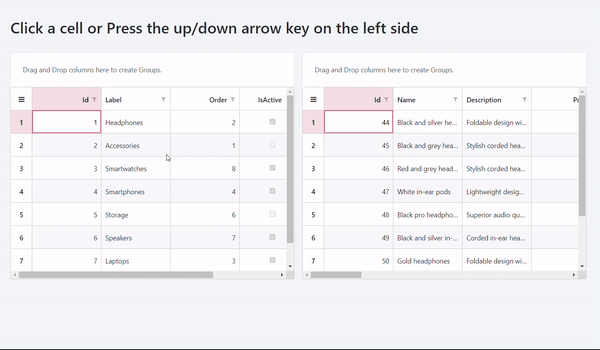 Click a cell or Press the up/down arrow key on the left side
Drag and Drop columns here to create Groups.
Id Label Order IsActive
1 1 Headphones 2
2 2 Accessories 1
3 3 Smartwatches 8
4 4 Smartphones 4
5 5 Storage 6
6 6 Speakers 7
7 7 Laptops 3
Drag and Drop columns here to create Groups.
Id Name Description Pr
1 44 Black and silver he... Foldable design wi...
2 45 Black and grey hea... Stylish corded hea...
3 46 Red and grey head... Stylish corded hea...
4 47 White in-ear pods Lightweight desig...
5 48 Black pro headpho... Superior audio qu...
6 49 Black and silver in-... Corded in-ear hea...
7 50 Gold headphones Foldable design wi...